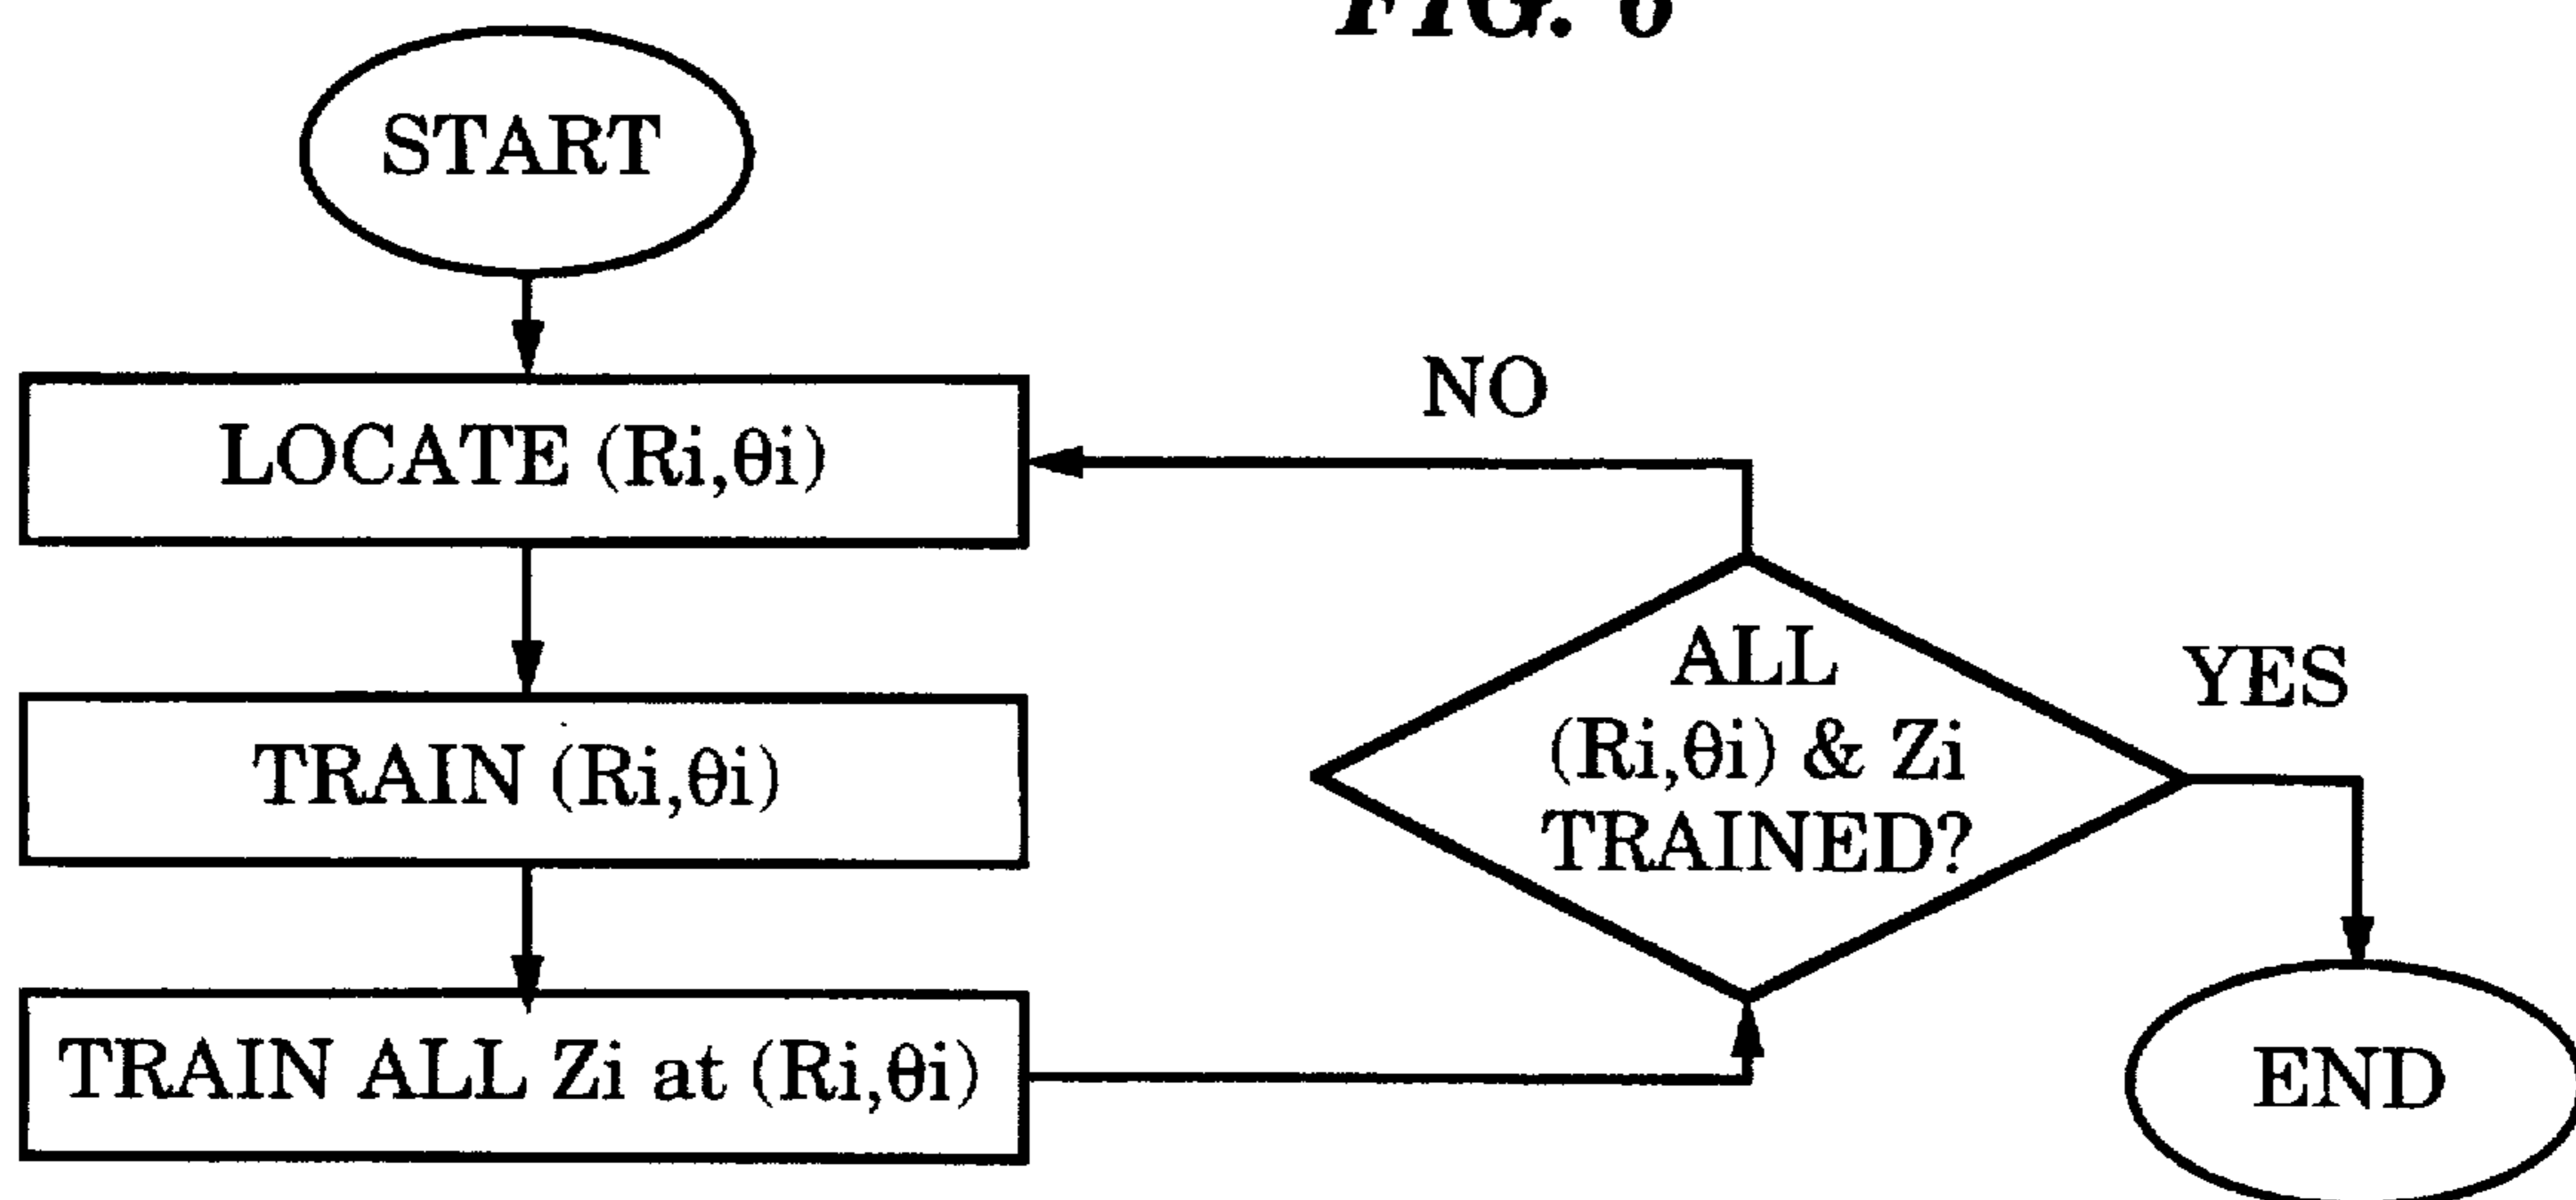 START
LOCATE (Ri,θi)
TRAIN (Ri,θi)
TRAIN ALL Zi at (Ri,θi)
NO
ALL
(Ri,θi) & Zi
TRAINED?
YES
END